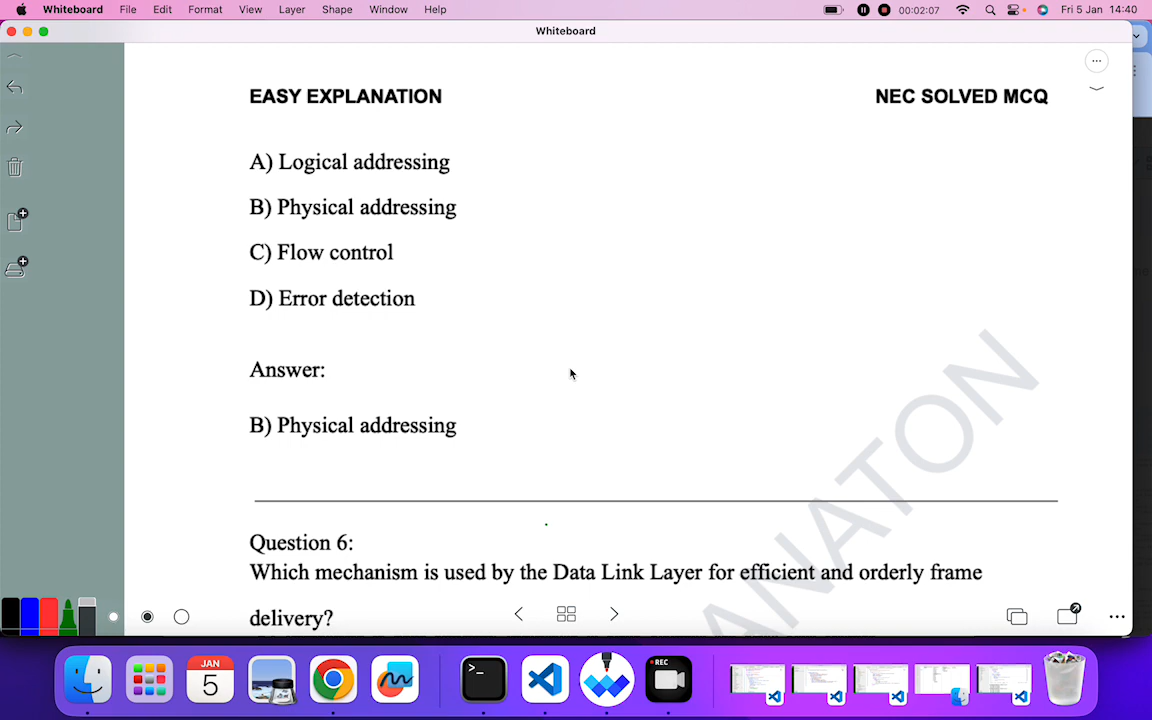 Whiteboard File Edit Format View Layer Shape Window Help 00:02:07 Fri 5 Jan 14:40
Whiteboard
EASY EXPLANATION NEC SOLVED MCQ
A) Logical addressing
B) Physical addressing
C) Flow control
D) Error detection
Answer:
B) Physical addressing
ANATON
Question 6:
Which mechanism is used by the Data Link Layer for efficient and orderly frame
delivery?
JAN
5
REC